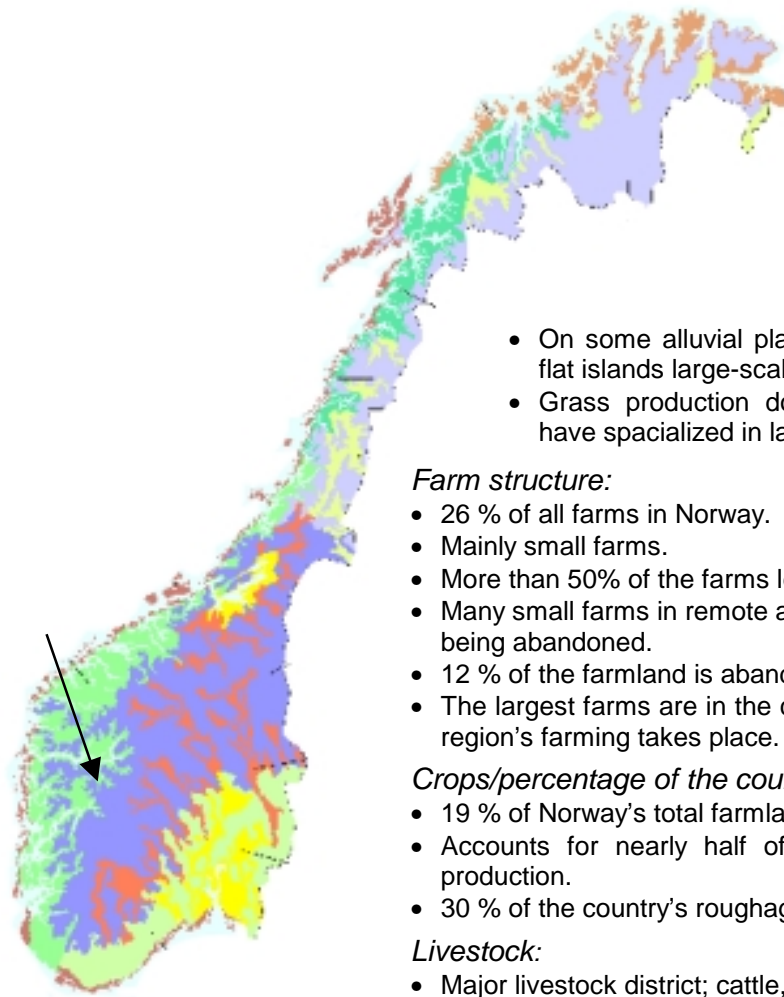 • On some alluvial pla
flat islands large-scal
• Grass production do
have spacialized in la
Farm structure:
• 26 % of all farms in Norway.
• Mainly small farms.
• More than 50% of the farms l
• Many small farms in remote a
being abandoned.
• 12 % of the farmland is aband
• The largest farms are in the c
region’s farming takes place.
Crops/percentage of the cou
• 19 % of Norway’s total farmla
• Accounts for nearly half of
production.
• 30 % of the country’s roughag
Livestock:
• Major livestock district; cattle,